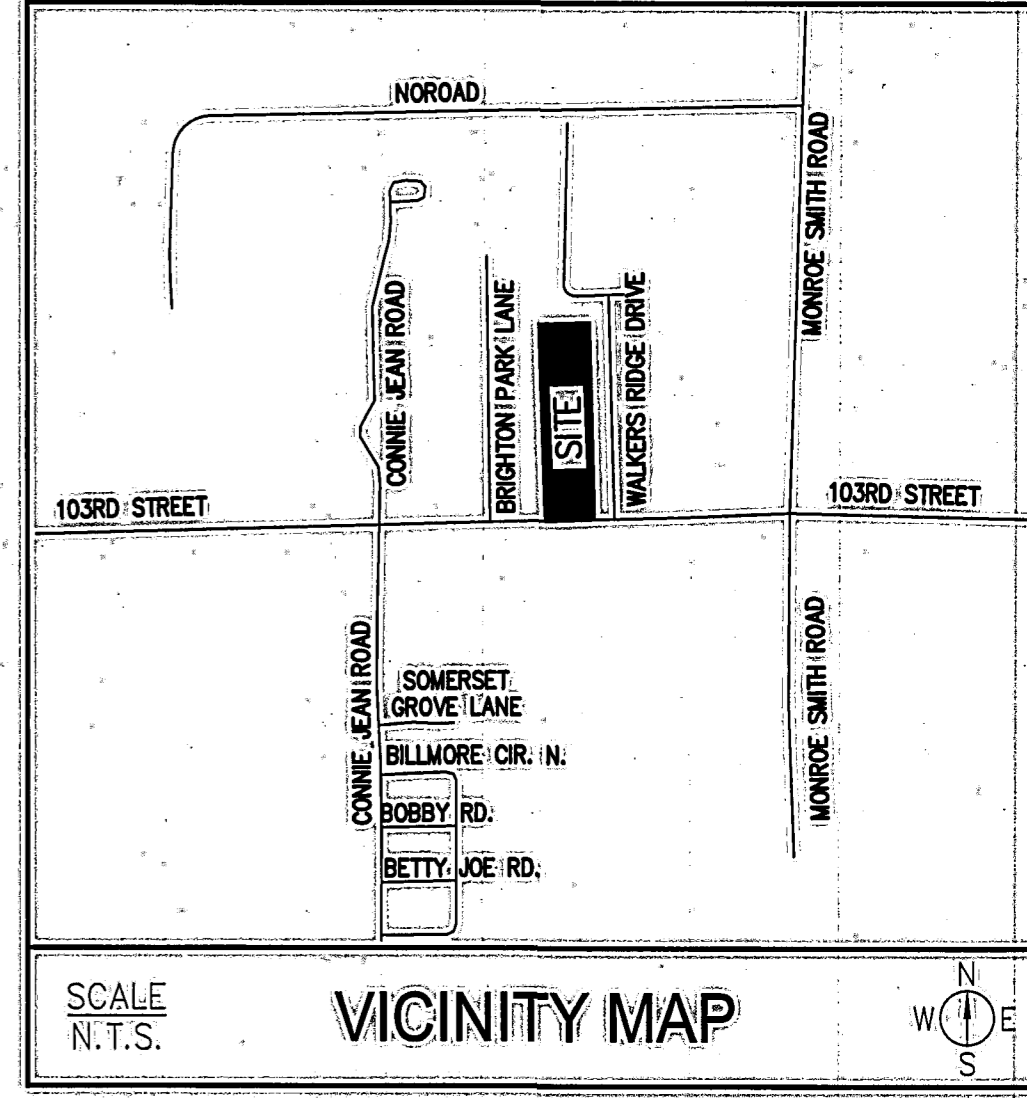 NOROAD
MONROE SMITH ROAD
CONNIE JEAN ROAD
BRIGHTON PARK LANE
SITE
WALKERS RIDGE DRIVE
103RD STREET
103RD STREET
CONNIE JEAN ROAD
SOMERSET
GROVE LANE
BILLMORE CIR. N.
BOBBY RD.
BETTY JOE RD.
MONROE SMITH ROAD
SCALE
N.T.S.
VICINITY MAP
N
W E
S